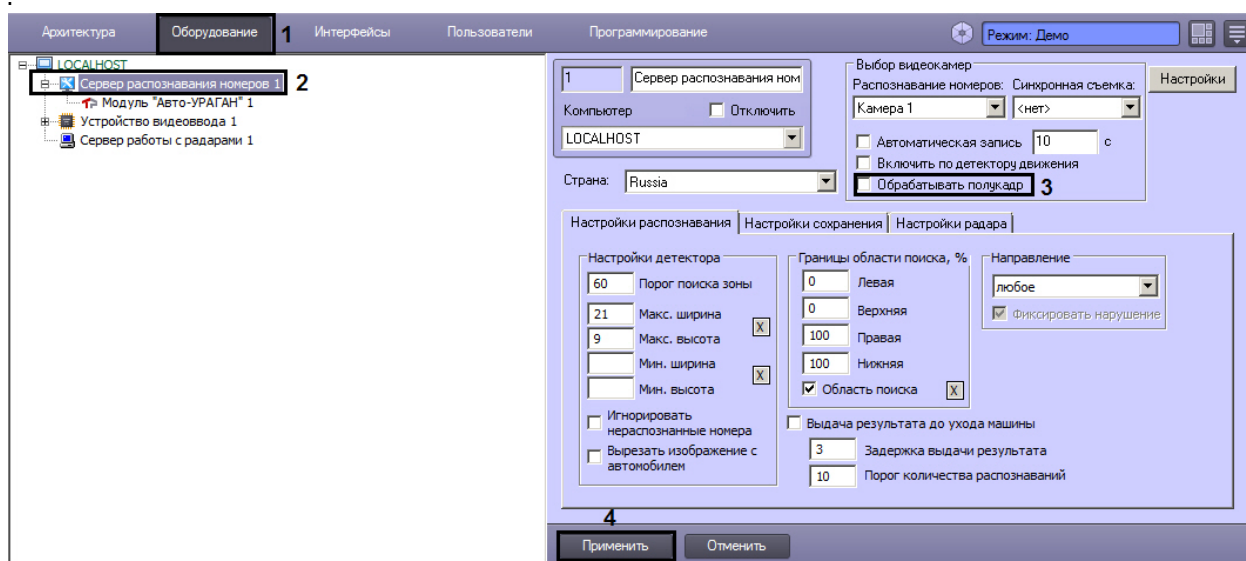 Архитектура Оборудование 1 Интерфейсы Пользователи Программирование Режим: Демо
LOCALHOST
Сервер распознавания номеров 1 2
Модуль "Авто-УРАГАН" 1
Устройство видеоввода 1
Сервер работы с радарами 1
1 Сервер распознавания ном
Компьютер Отключить
LOCALHOST
Страна: Russia
Выбор видеокамер
Распознавание номеров: Синхронная съемка:
Камера 1 <нет>
Автоматическая запись 10 с
Включить по детектору движения
Обрабатывать полукадр 3
Настройки
Настройки распознавания Настройки сохранения Настройки радара
Настройки детектора
60 Порог поиска зоны
21 Макс. ширина
X
9 Макс. высота
Мин. ширина
X
Мин. высота
Игнорировать
нераспознанные номера
Вырезать изображение с
автомобилем
Границы области поиска, %
0 Левая
0 Верхняя
100 Правая
100 Нижняя
Область поиска X
Направление
любое
Фиксировать нарушение
Выдача результата до ухода машины
3 Задержка выдачи результата
10 Порог количества распознаваний
4
Применить Отменить